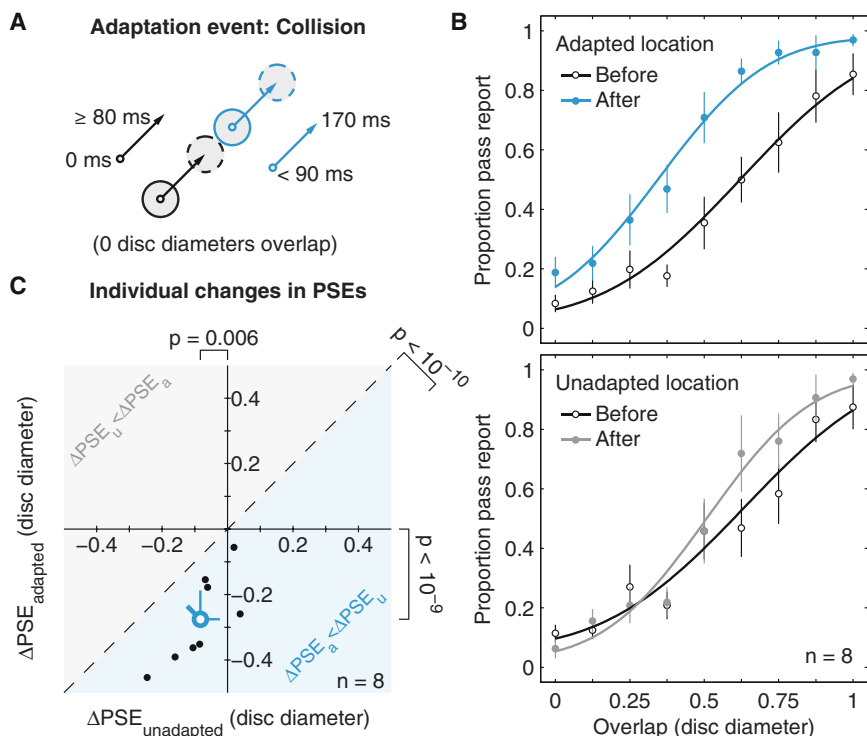 A
Adaptation event: Collision
≥ 80 ms
0 ms
170 ms
< 90 ms
(0 disc diameters overlap)
C
Individual changes in PSEs
p = 0.006
p < 10⁻¹⁰
p < 10⁻⁹
ΔPSEᵤ<ΔPSEₐ
ΔPSEₐ<ΔPSEᵤ
0.4
0.2
−0.4
−0.2
0.2
0.4
−0.2
−0.4
n = 8
ΔPSE_adapted (disc diameter)
ΔPSE_unadapted (disc diameter)
B
Adapted location
Before
After
1
0.8
0.6
0.4
0.2
0
Proportion pass report
Unadapted location
Before
After
1
0.8
0.6
0.4
0.2
0
Proportion pass report
n = 8
0
0.25
0.5
0.75
1
Overlap (disc diameter)